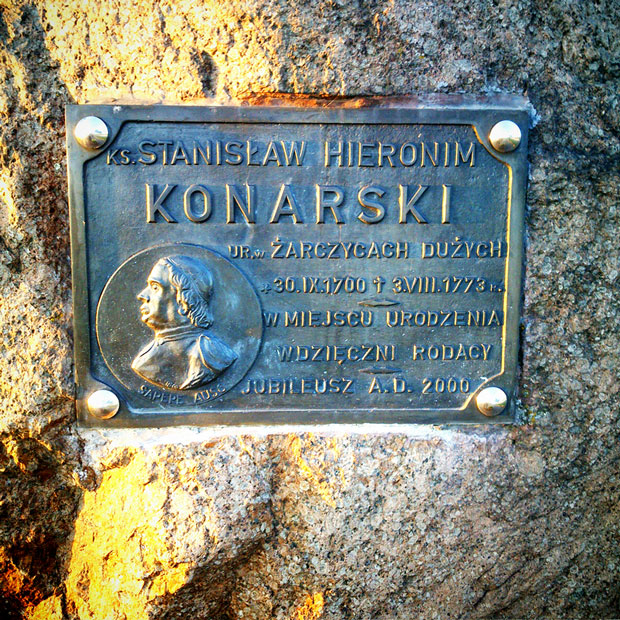 KS. STANISŁAW HIERONIM
KONARSKI
UR. W ŻARCZYCACH DUŻYCH
* 30.IX.1700 † 3.VIII.1773 R.
W MIEJSCU URODZENIA
WDZIĘCZNI RODACY
JUBILEUSZ A.D. 2000
SAPERE AUSO